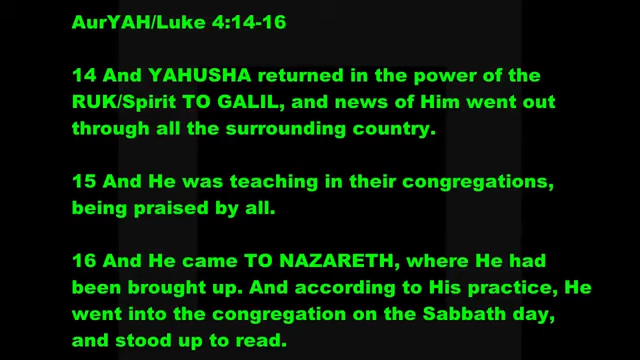 AurYAH/Luke 4:14-16
14 And YAHUSHA returned in the power of the
RUK/Spirit TO GALIL, and news of Him went out
through all the surrounding country.
15 And He was teaching in their congregations,
being praised by all.
16 And He came TO NAZARETH, where He had
been brought up. And according to His practice, He
went into the congregation on the Sabbath day,
and stood up to read.